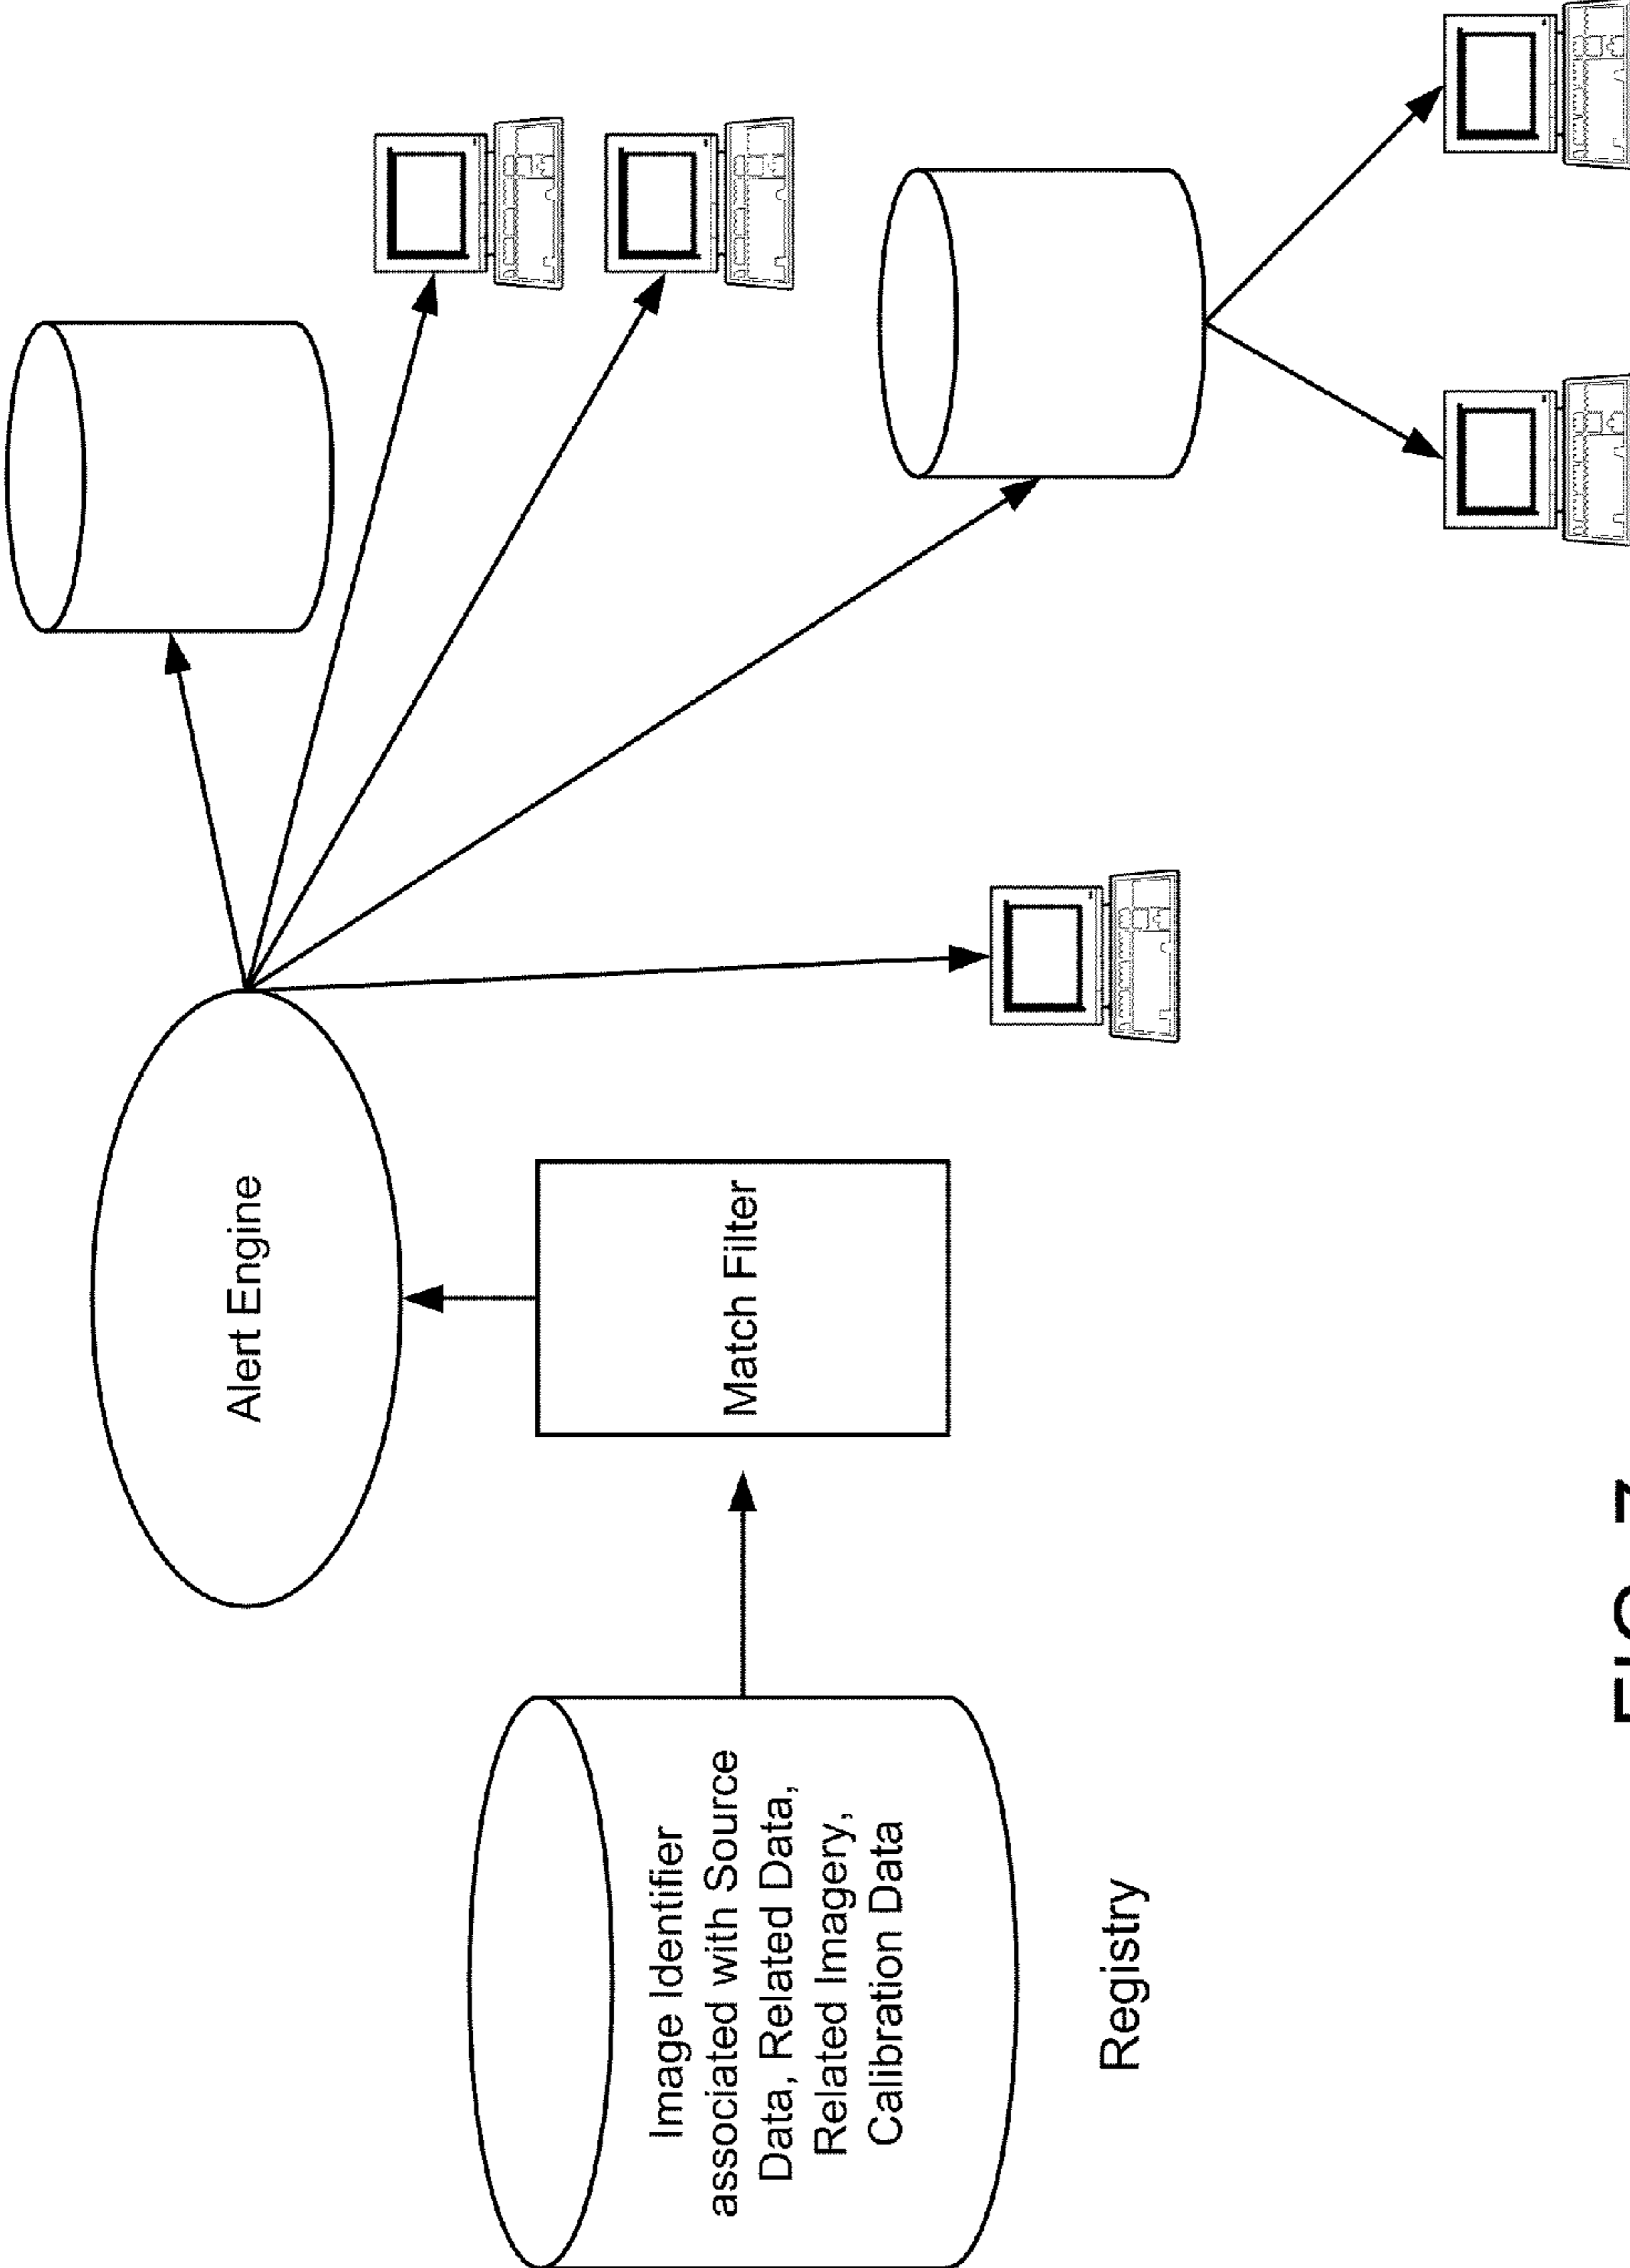 Alert Engine
Match Filter
Image Identifier
associated with Source
Data, Related Data,
Related Imagery,
Calibration Data
Registry